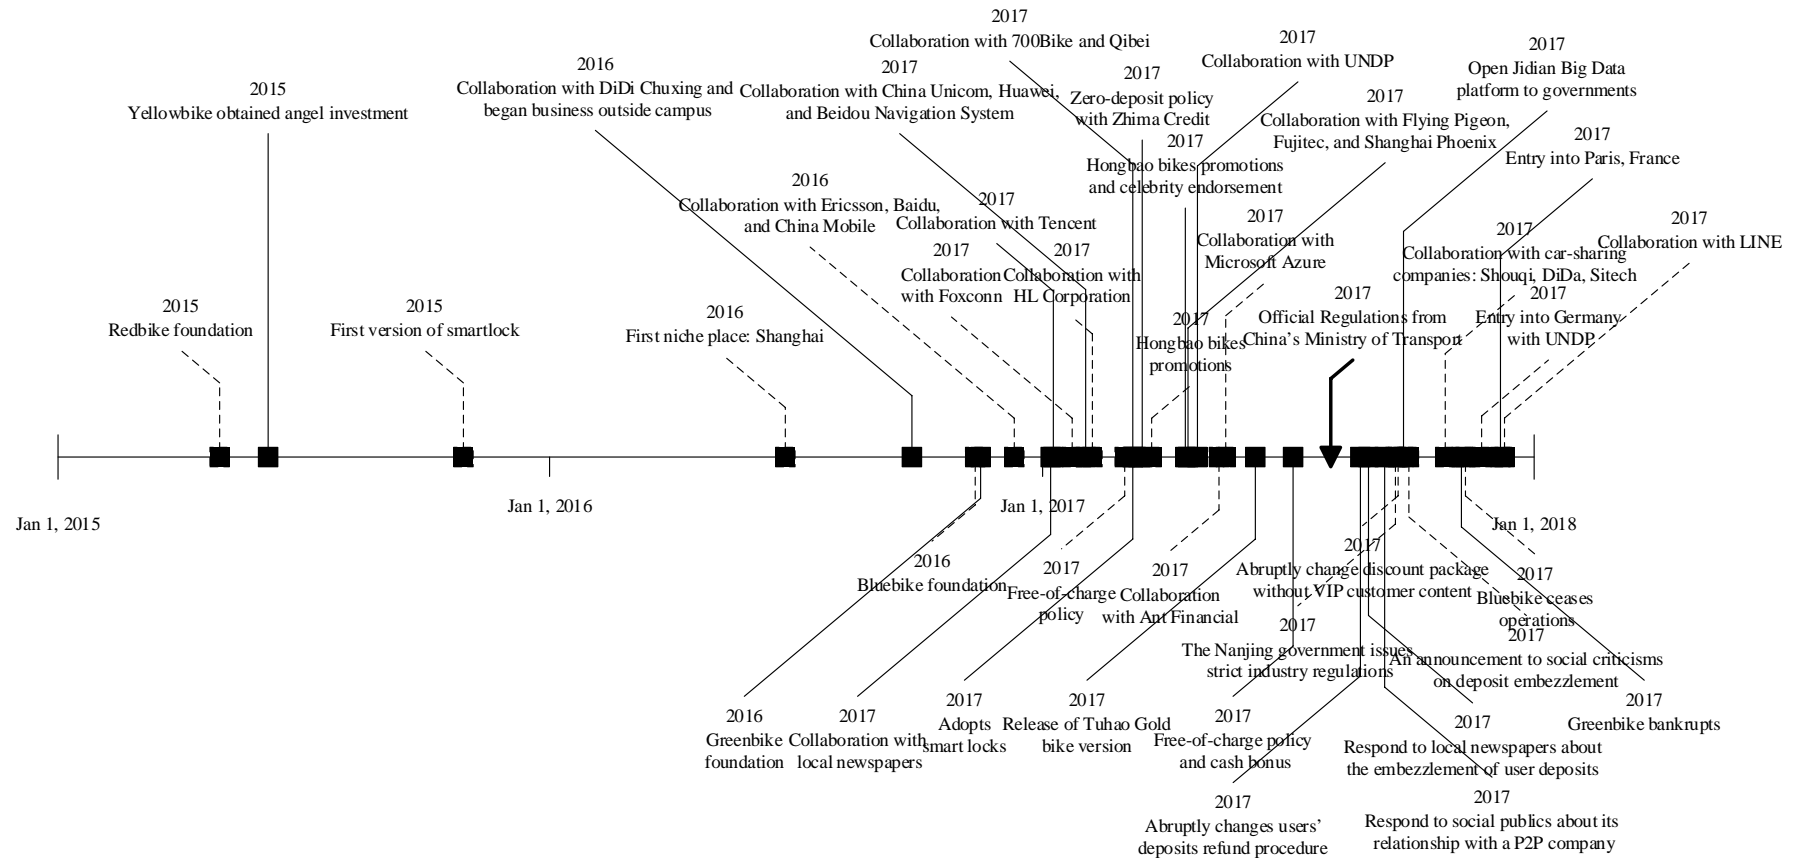 2017
Collaboration with 700Bike and Qibei
2017
Collaboration with UNDP
2017
Open Jidian Big Data
platform to governments
2016
Collaboration with DiDi Chuxing and
began business outside campus
2017
Collaboration with China Unicom, Huawei,
and Beidou Navigation System
2017
Zero-deposit policy
with Zhima Credit
2015
Yellowbike obtained angel investment
2017
Collaboration with Flying Pigeon,
Fujitec, and Shanghai Phoenix
2017
Entry into Paris, France
2017
Hongbao bikes promotions
and celebrity endorsement
2016
Collaboration with Ericsson, Baidu,
and China Mobile
2017
Collaboration with Tencent
2017
Collaboration with
Microsoft Azure
2017
Collaboration with car-sharing
companies: Shouqi, DiDa, Sitech
2017
Collaboration with LINE
2017
Collaboration
with Foxconn
2017
Collaboration with
HL Corporation
2015
Redbike foundation
2015
First version of smartlock
2016
First niche place: Shanghai
2017
Hongbao bikes
promotions
2017
Official Regulations from
China’s Ministry of Transport
2017
Entry into Germany
with UNDP
Jan 1, 2015
Jan 1, 2016
Jan 1, 2017
Jan 1, 2018
2016
Bluebike foundation
2017
Free-of-charge
policy
2017
Collaboration
with Ant Financial
2017
Abruptly change discount package
without VIP customer content
2017
Bluebike ceases
operations
2017
The Nanjing government issues
strict industry regulations
2017
An announcement to social criticisms
on deposit embezzlement
2016
Greenbike
foundation
2017
Collaboration with
local newspapers
2017
Adopts
smart locks
2017
Release of Tuhao Gold
bike version
2017
Free-of-charge policy
and cash bonus
2017
Respond to local newspapers about
the embezzlement of user deposits
2017
Greenbike bankrupts
2017
Abruptly changes users’
deposits refund procedure
2017
Respond to social publics about its
relationship with a P2P company